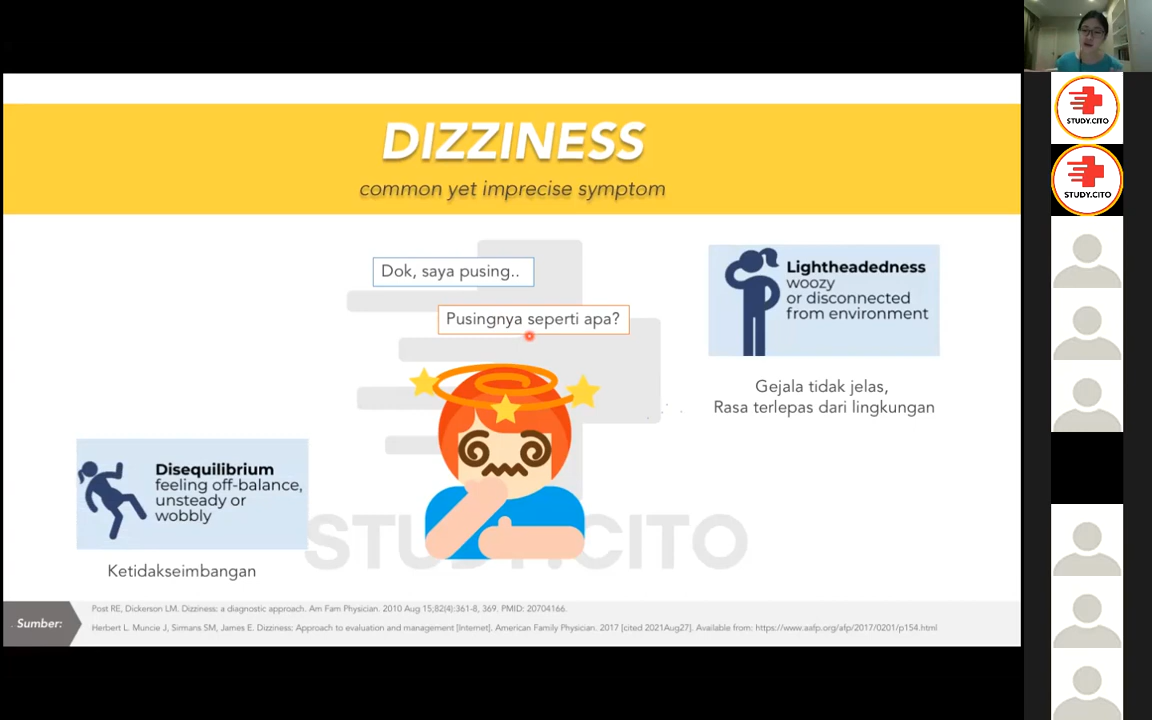 DIZZINESS
common yet imprecise symptom
Dok, saya pusing..
Pusingnya seperti apa?
Lightheadedness
woozy
or disconnected
from environment
Gejala tidak jelas,
Rasa terlepas dari lingkungan
Disequilibrium
feeling off-balance,
unsteady or
wobbly
Ketidakseimbangan
STUDY.CITO
Sumber:
Post RE, Dickerson LM. Dizziness: a diagnostic approach. Am Fam Physician. 2010 Aug 15;82(4):361-8, 369. PMID: 20704166.
Herbert L. Muncie J, Sirmans SM, James E. Dizziness: Approach to evaluation and management [Internet]. American Family Physician. 2017 [cited 2021Aug27]. Available from: https://www.aafp.org/afp/2017/0201/p154.html
STUDY.CITO
STUDY.CITO